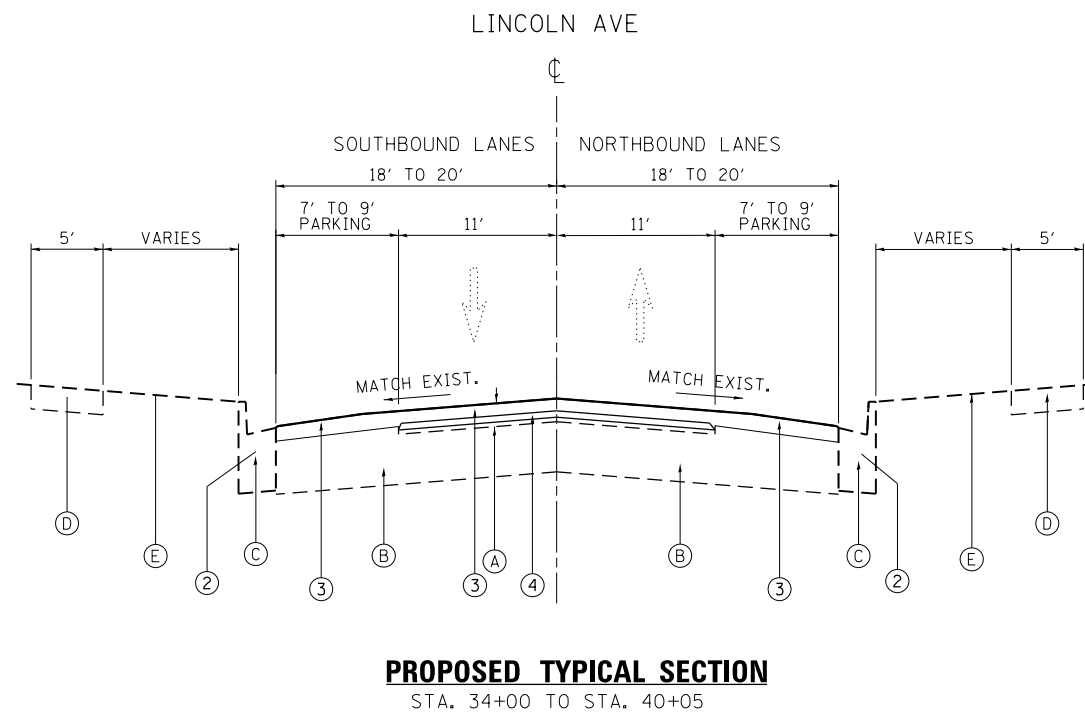 LINCOLN AVE
℄
SOUTHBOUND LANES
NORTHBOUND LANES
18' TO 20'
18' TO 20'
7' TO 9'
PARKING
11'
11'
7' TO 9'
PARKING
5'
VARIES
VARIES
5'
MATCH EXIST.
MATCH EXIST.
D
E
2
C
3
B
3
A
4
B
3
C
2
E
D
PROPOSED TYPICAL SECTION
STA. 34+00 TO STA. 40+05